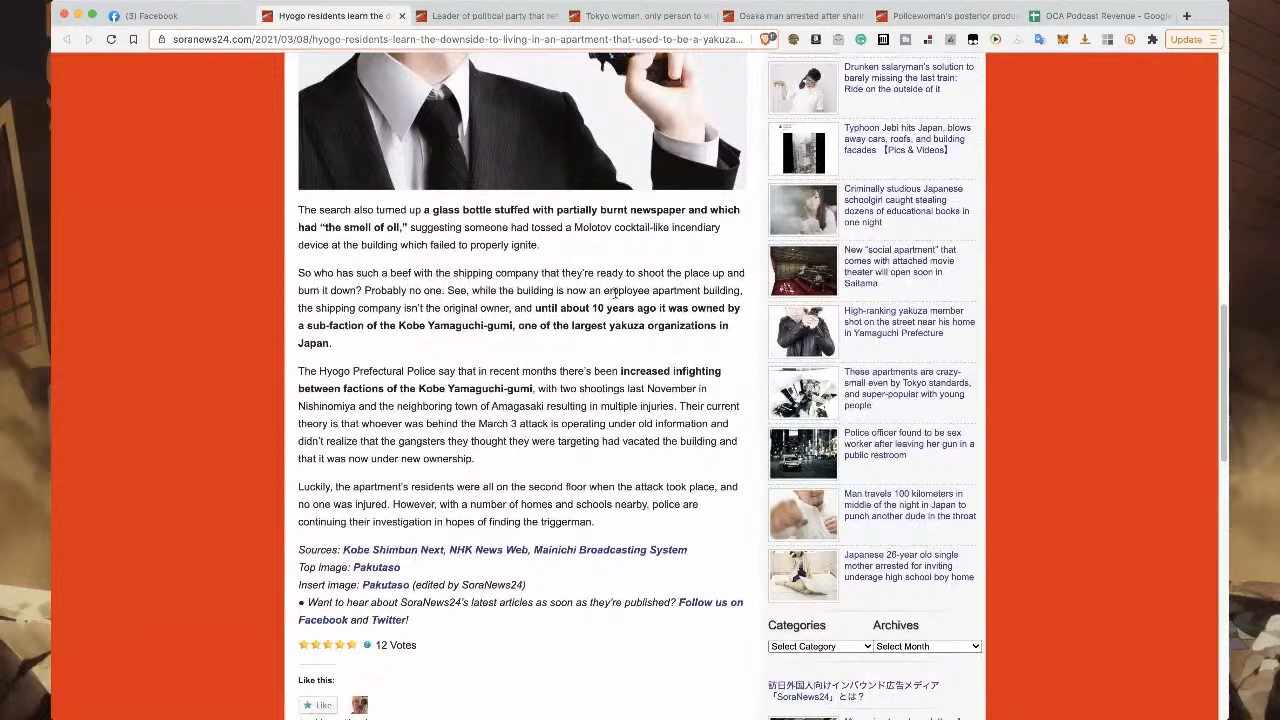 (3) Facebook
Hyogo residents learn the d
Leader of political party that ref
Tokyo woman, only person to w
Osaka man arrested after dramat
Policewoman's posterior produc
OCA Podcast Revenue - Google
soranews24.com/2021/03/08/hyogo-residents-learn-the-downside-to-living-in-an-apartment-that-used-to-be-a-yakuza...
Update
The search also turned up a glass bottle stuffed with partially burnt newspaper and which
had "the smell of oil," suggesting someone had tossed a Molotov cocktail-like incendiary
device at the building which failed to properly ignite.
So who has such a beef with the shipping company that they're ready to shoot the place up and
burn it down? Probably no one. See, while the building is now an employee apartment building,
the shipper isn't the original owner, and until about 10 years ago it was owned by
a sub-faction of the Kobe Yamaguchi-gumi, one of the largest yakuza organizations in
Japan.
The Hyogo Prefectural Police say that in recent years there's been increased infighting
between members of the Kobe Yamaguchi-gumi, with two shootings last November in
Nishinomiya and the neighboring town of Amagasaki resulting in multiple injuries. Their current
theory is that whoever was behind the March 2 attack was operating under old information and
didn't realize that the organization they thought they were targeting had vacated the building and
that it was now under new ownership.
Luckily, the apartment's residents were all on the second floor when the attack took place, and
no one was injured. However, with a number of homes and schools nearby, police are
continuing their investigation in hopes of finding the triggerman.
Source: Kobe Shimbun Next, NHK News Web, Mainichi Broadcasting System
Top image: Pakutaso
Insert image: Pakutaso (edited by SoraNews24)
● Want to hear about SoraNews24's latest articles as soon as they're published? Follow us on
Facebook and Twitter!
12 Votes
Like this:
Like
Drunken salaryman's solution to
barely missing the last train:
Ride on the outside of it
Typhoon Jebi hits Japan, blows
away cars, roofs, and building
facades 【Pics & Videos】
Criminally studious Japanese
schoolgirl caught stealing
dozens of educational books in
one night
New "social apartment" that
comes with attached movie
theater will open soon in
Saitama
High-ranking yakuza member
shot on the street near his home
in Yamaguchi Prefecture
These apartments are crazy-
small even by Tokyo standards,
and super-popular with young
people
Police officer found to be sex
worker after leaving her gun in a
public restroom
Man travels 100 kilometers in
middle of the night in Japan to
punch another dude in the throat
Japanese 26-year old single
mother arrested for inviting
underage high school boy home
Categories
Archives
Select Category
Select Month
訪日外国人向けインバウンド広告メディア
「SoraNews24」とは？